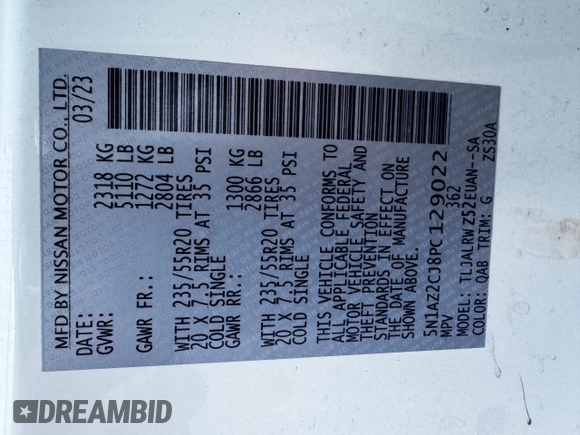 MFD BY NISSAN MOTOR CO., LTD.
DATE: 03/23
GVWR: 2318 KG
5110 LB
GAWR FR.: 1272 KG
2804 LB
WITH 235/55R20 TIRES
20 X 7.5 RIMS AT 35 PSI
COLD SINGLE
GAWR RR.: 1300 KG
2866 LB
WITH 235/55R20 TIRES
20 X 7.5 RIMS AT 35 PSI
COLD SINGLE
THIS VEHICLE CONFORMS TO
ALL APPLICABLE FEDERAL
MOTOR VEHICLE SAFETY AND
THEFT PREVENTION
STANDARDS IN EFFECT ON
THE DATE OF MANUFACTURE
SHOWN ABOVE.
5N1AZ2CJ8PC129022
MPV 362
MODEL: TLJALRWZ52EUAN--SA
COLOR: QAB TRIM: G ZS30A
DREAMBID